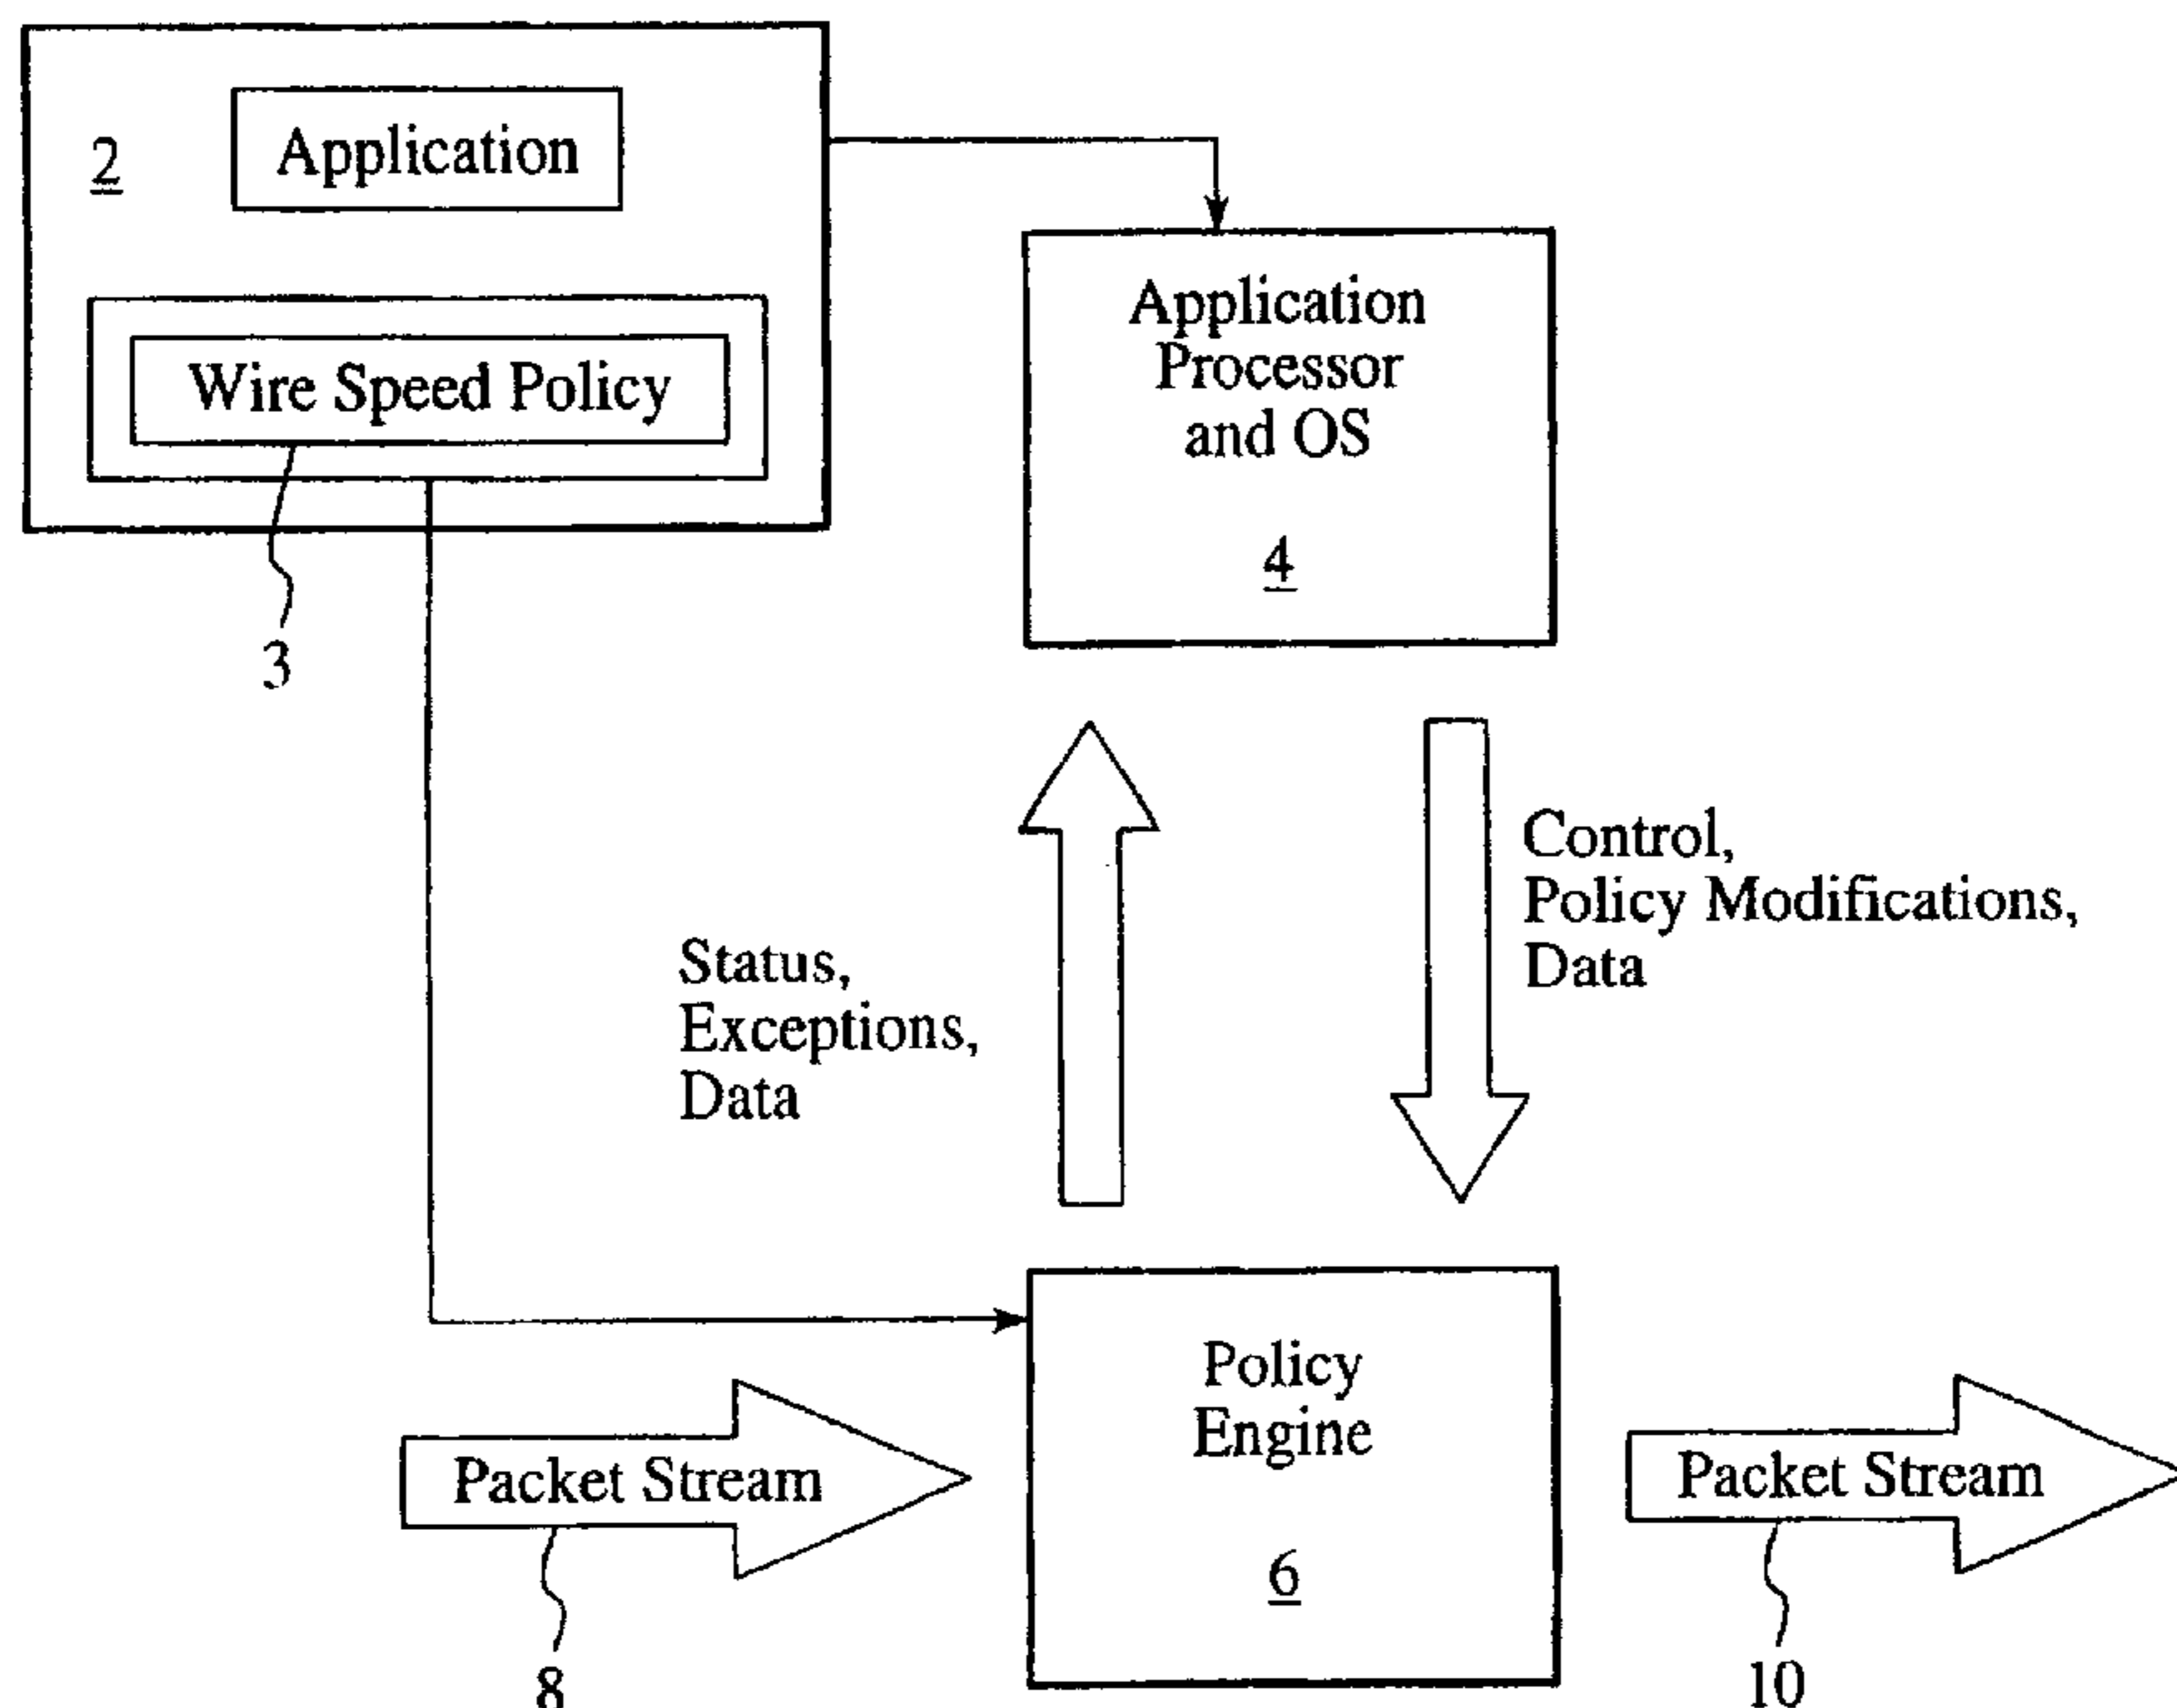 2
Application
Wire Speed Policy
3
Application
Processor
and OS
4
Status,
Exceptions,
Data
Control,
Policy Modifications,
Data
Policy
Engine
6
Packet Stream
8
Packet Stream
10